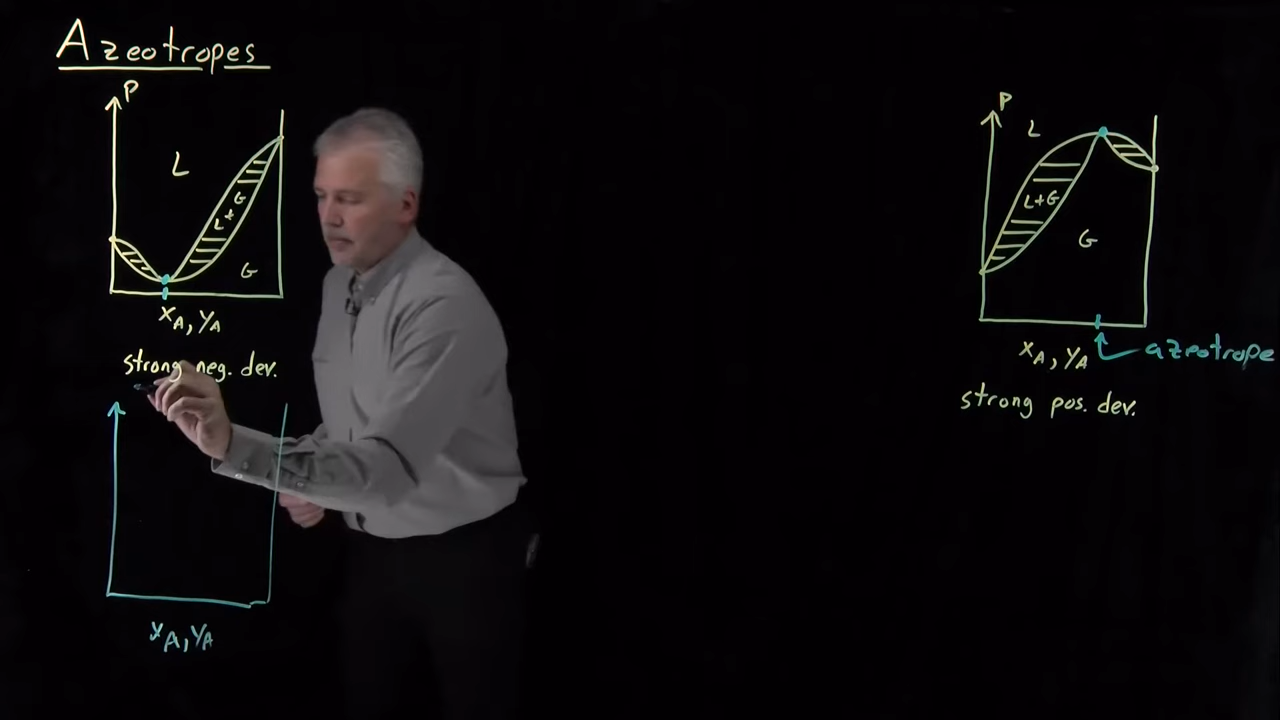 Azeotropes
P
L
L+G
G
xA, yA
strong neg. dev.
xA, yA
P
L
L+G
G
xA, yA
azeotrope
strong pos. dev.